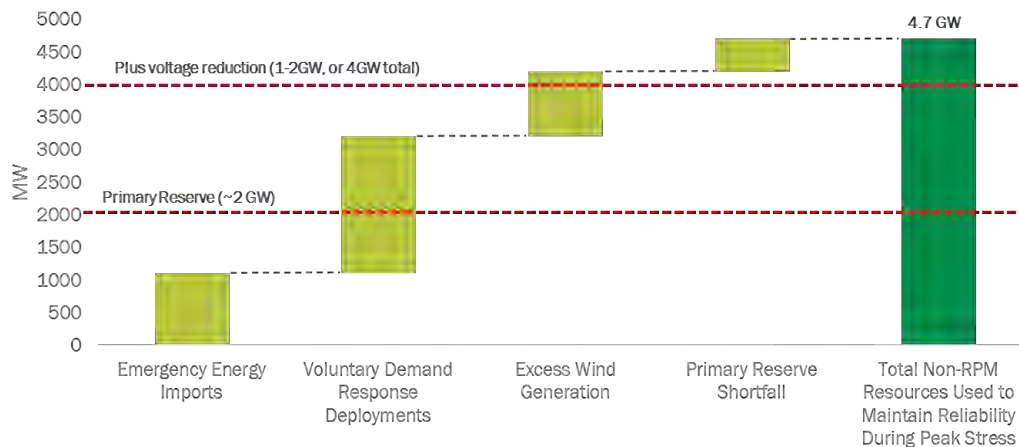 5000
4.7 GW
4500
Plus voltage reduction (1-2GW, or 4GW total)
4000
3500
3000
2500
MW
Primary Reserve (~2 GW)
2000
1500
1000
500
0
Emergency Energy
Imports
Voluntary Demand
Response
Deployments
Excess Wind
Generation
Primary Reserve
Shortfall
Total Non-RPM
Resources Used to
Maintain Reliability
During Peak Stress